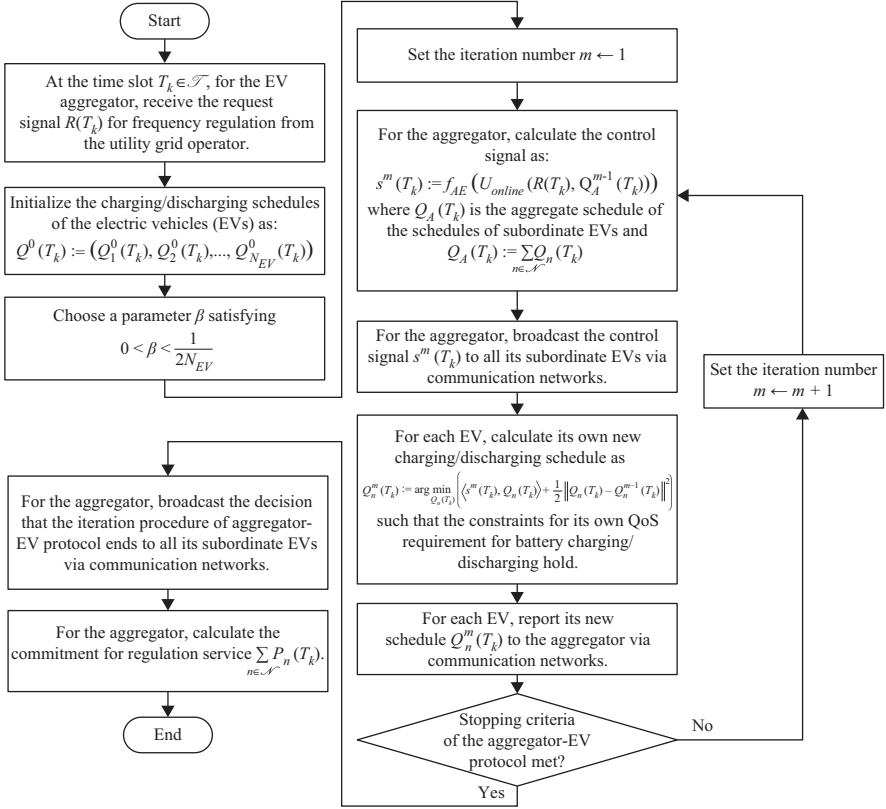 Start
At the time slot T_k ∈ 𝒯, for the EV
aggregator, receive the request
signal R(T_k) for frequency regulation from
the utility grid operator.
Initialize the charging/discharging schedules
of the electric vehicles (EVs) as:
Q^0(T_k) := (Q_1^0(T_k), Q_2^0(T_k),..., Q_{N_{EV}}^0(T_k))
Choose a parameter β satisfying
0 < β < 1/(2N_{EV})
Set the iteration number m ← 1
For the aggregator, calculate the control
signal as:
s^m(T_k) := f_{AE}(U_{online}(R(T_k), Q_A^{m-1}(T_k)))
where Q_A(T_k) is the aggregate schedule of
the schedules of subordinate EVs and
Q_A(T_k) := ∑_{n∈𝒩} Q_n(T_k)
For the aggregator, broadcast the control
signal s^m(T_k) to all its subordinate EVs via
communication networks.
For each EV, calculate its own new
charging/discharging schedule as
Q_n^m(T_k) := arg min_{Q_n(T_k)} (⟨s^m(T_k), Q_n(T_k)⟩ + 1/2 ‖Q_n(T_k) − Q_n^{m−1}(T_k)‖^2)
such that the constraints for its own QoS
requirement for battery charging/
discharging hold.
For each EV, report its new
schedule Q_n^m(T_k) to the aggregator via
communication networks.
Stopping criteria
of the aggregator-EV
protocol met?
No
Set the iteration number
m ← m + 1
Yes
For the aggregator, broadcast the decision
that the iteration procedure of aggregator-
EV protocol ends to all its subordinate EVs
via communication networks.
For the aggregator, calculate the
commitment for regulation service ∑_{n∈𝒩} P_n(T_k).
End